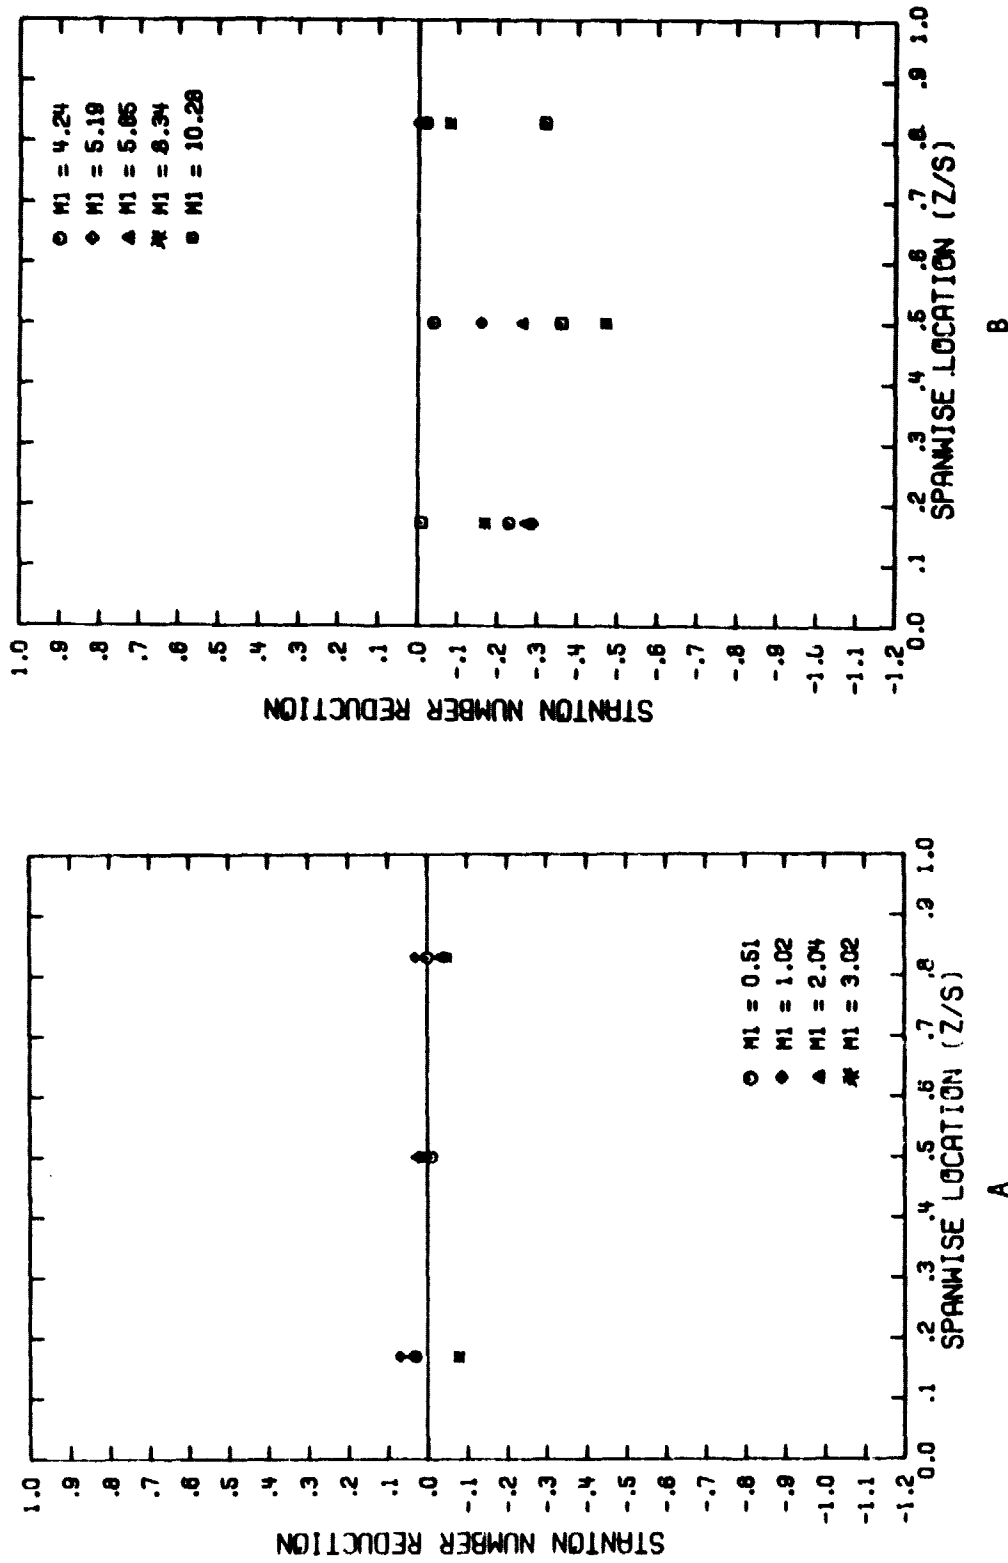 STANTON NUMBER REDUCTION
1.0
.9
.8
.7
.6
.5
.4
.3
.2
.1
.0
-.1
-.2
-.3
-.4
-.5
-.6
-.7
-.8
-.9
-1.0
-1.1
-1.2
0.0 .1 .2 .3 .4 .5 .6 .7 .8 .9 1.0
SPANWISE LOCATION (Z/S)
M1 = 0.51
M1 = 1.02
M1 = 2.04
M1 = 3.02
A
STANTON NUMBER REDUCTION
1.0
.9
.8
.7
.6
.5
.4
.3
.2
.1
.0
-.1
-.2
-.3
-.4
-.5
-.6
-.7
-.8
-.9
-1.0
-1.1
-1.2
0.0 .1 .2 .3 .4 .5 .6 .7 .8 .9 1.0
SPANWISE LOCATION (Z/S)
M1 = 4.24
M1 = 5.19
M1 = 5.85
M1 = 8.34
M1 = 10.28
B